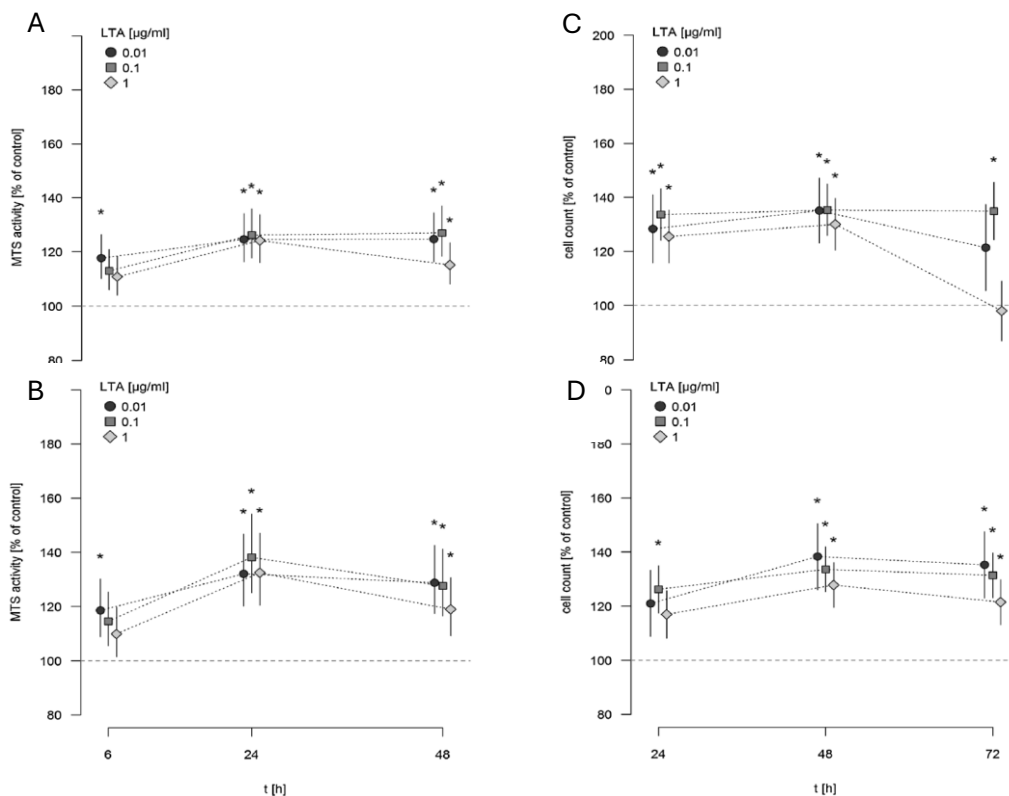 A
LTA [µg/ml]
0.01
0.1
1
*
* * *
* * *
180
160
140
120
100
80
MTS activity [% of control]
C
LTA [µg/ml]
0.01
0.1
1
* * *
* * *
*
200
180
160
140
120
100
80
cell count [% of control]
B
LTA [µg/ml]
0.01
0.1
1
*
* * *
* * *
180
160
140
120
100
80
MTS activity [% of control]
6 24 48
t [h]
D
LTA [µg/ml]
0.01
0.1
1
*
* * *
* * *
0
160
140
120
100
80
cell count [% of control]
24 48 72
t [h]